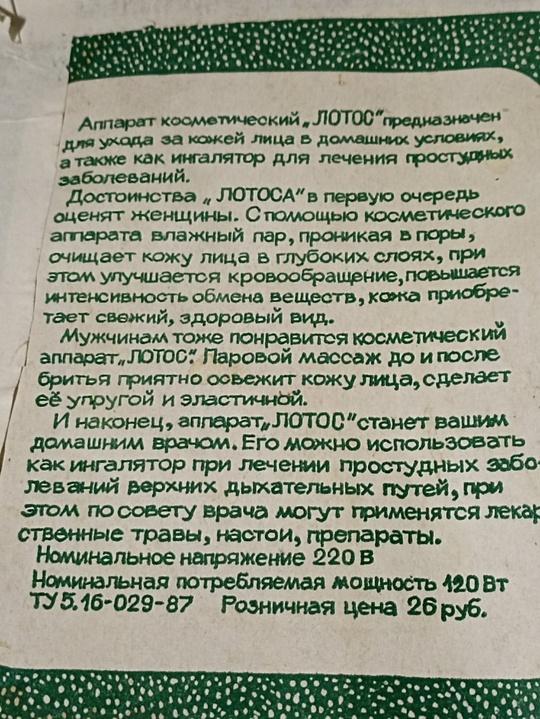 Аппарат косметический „ЛОТОС" предназначен
для ухода за кожей лица в домашних условиях,
а также как ингалятор для лечения простудных
заболеваний.
Достоинства „ЛОТОСА" в первую очередь
оценят женщины. С помощью косметического
аппарата влажный пар, проникая в поры,
очищает кожу лица в глубоких слоях, при
этом улучшается кровообращение, повышается
интенсивность обмена веществ, кожа приобре-
тает свежий, здоровый вид.
Мужчинам тоже понравится косметический
аппарат „ЛОТОС". Паровой массаж до и после
бритья приятно освежит кожу лица, сделает
её упругой и эластичной.
И наконец, аппарат „ЛОТОС" станет вашим
домашним врачом. Его можно использовать
как ингалятор при лечении простудных забо-
леваний верхних дыхательных путей, при
этом по совету врача могут применятся лекар
ственные травы, настои, препараты.
Номинальное напряжение 220 В
Номинальная потребляемая мощность 120 Вт
ТУ 5.16-029-87 Розничная цена 26 руб.